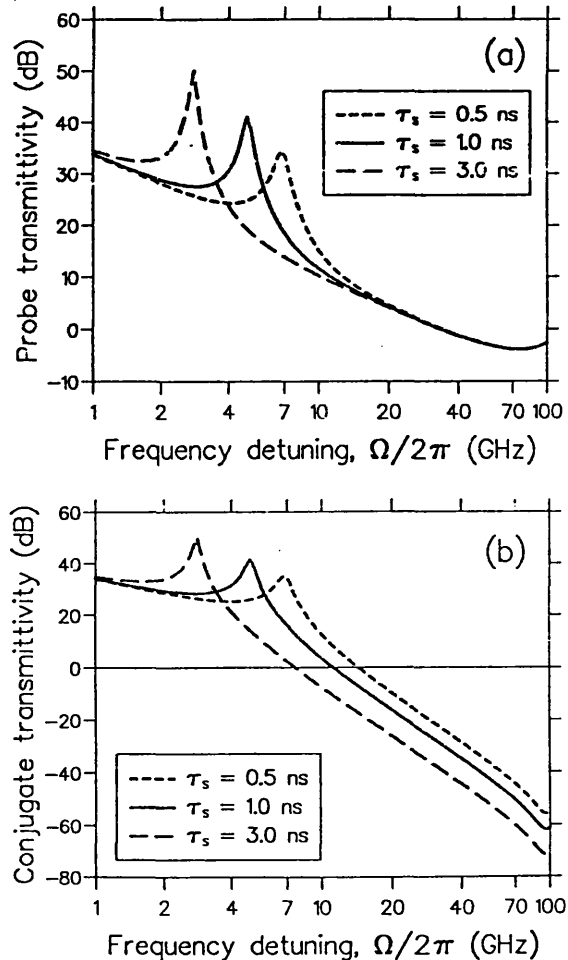 60
50
40
30
20
10
0
−10
Probe transmittivity (dB)
(a)
τs = 0.5 ns
τs = 1.0 ns
τs = 3.0 ns
1 2 4 7 10 20 40 70 100
Frequency detuning, Ω/2π (GHz)
60
40
20
0
−20
−40
−60
−80
Conjugate transmittivity (dB)
(b)
τs = 0.5 ns
τs = 1.0 ns
τs = 3.0 ns
1 2 4 7 10 20 40 70 100
Frequency detuning, Ω/2π (GHz)